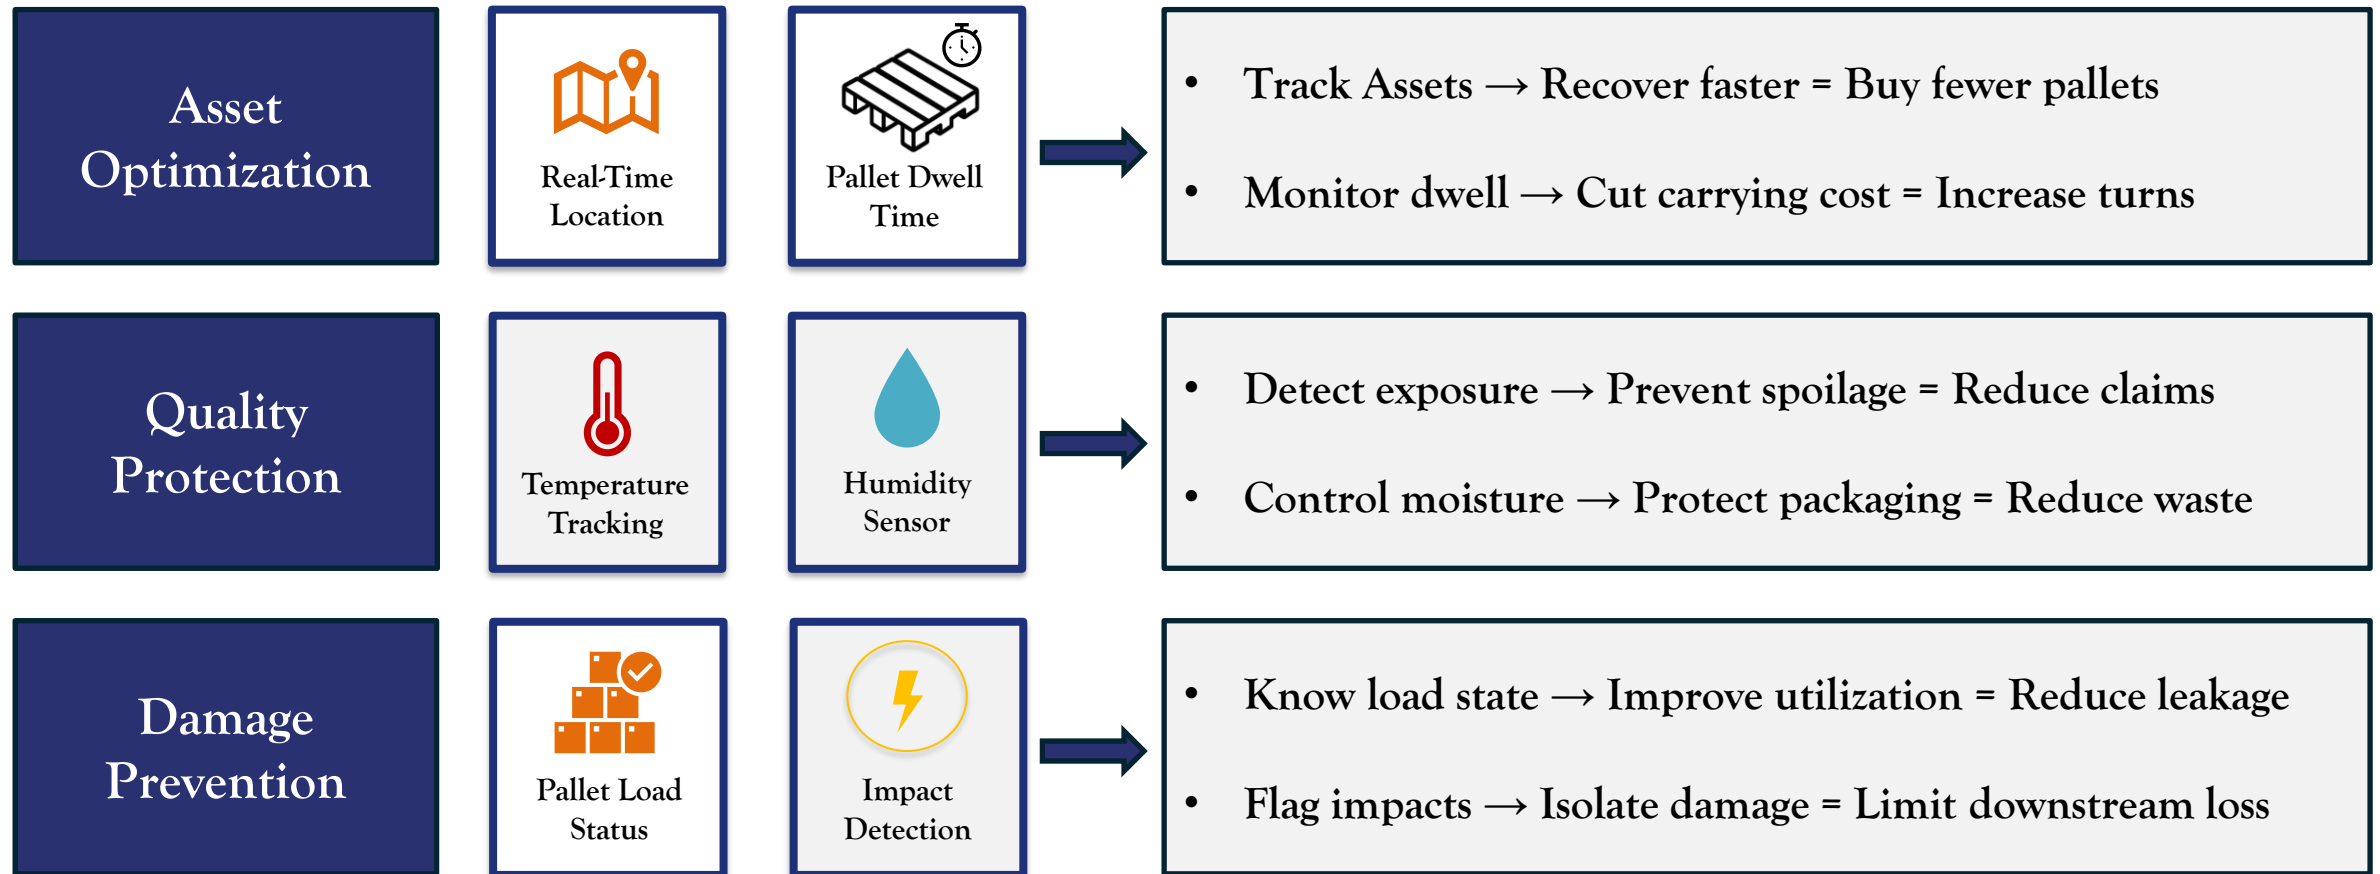 Asset
Optimization
Real-Time
Location
Pallet Dwell
Time
• Track Assets → Recover faster = Buy fewer pallets
• Monitor dwell → Cut carrying cost = Increase turns
Quality
Protection
Temperature
Tracking
Humidity
Sensor
• Detect exposure → Prevent spoilage = Reduce claims
• Control moisture → Protect packaging = Reduce waste
Damage
Prevention
Pallet Load
Status
Impact
Detection
• Know load state → Improve utilization = Reduce leakage
• Flag impacts → Isolate damage = Limit downstream loss